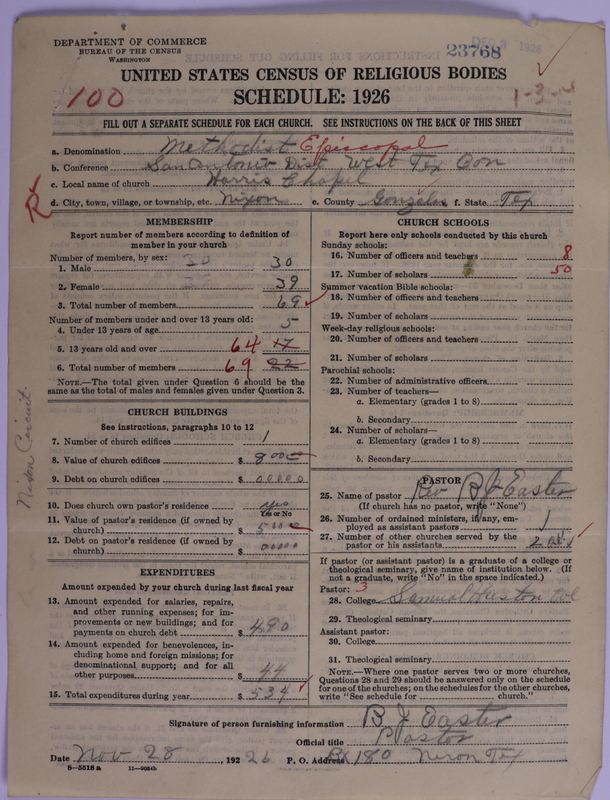 DEPARTMENT OF COMMERCE
BUREAU OF THE CENSUS
WASHINGTON
23768
DEC 3 1926
UNITED STATES CENSUS OF RELIGIOUS BODIES
100
SCHEDULE: 1926
1-3-
FILL OUT A SEPARATE SCHEDULE FOR EACH CHURCH. SEE INSTRUCTIONS ON THE BACK OF THIS SHEET
a. Denomination Methodist Episcopal
b. Conference San Antonio Dist West Tex Con
c. Local name of church Harris Chapel
d. City, town, village, or township, etc. Nixon e. County Gonzales f. State Tex
R
Nixon Circuit.
MEMBERSHIP
Report number of members according to definition of
member in your church
Number of members, by sex:
1. Male 30
2. Female 39
3. Total number of members 69
Number of members under and over 13 years old:
4. Under 13 years of age 5
5. 13 years old and over 64 17
6. Total number of members 69 22
NOTE.—The total given under Question 6 should be the
same as the total of males and females given under Question 3.
CHURCH BUILDINGS
See instructions, paragraphs 10 to 12
7. Number of church edifices 1
8. Value of church edifices $ 800
9. Debt on church edifices $ 00000
10. Does church own pastor's residence yes
Yes or No
11. Value of pastor's residence (if owned by
church) $ 500
12. Debt on pastor's residence (if owned by
church) $ 00000
EXPENDITURES
Amount expended by your church during last fiscal year
13. Amount expended for salaries, repairs,
and other running expenses; for im-
provements or new buildings; and for
payments on church debt $ 490
14. Amount expended for benevolences, in-
cluding home and foreign missions; for
denominational support; and for all
other purposes $ 44
15. Total expenditures during year $ 534
CHURCH SCHOOLS
Report here only schools conducted by this church
Sunday schools:
16. Number of officers and teachers 8
17. Number of scholars 50
Summer vacation Bible schools:
18. Number of officers and teachers
19. Number of scholars
Week-day religious schools:
20. Number of officers and teachers
21. Number of scholars
Parochial schools:
22. Number of administrative officers
23. Number of teachers—
a. Elementary (grades 1 to 8)
b. Secondary
24. Number of scholars—
a. Elementary (grades 1 to 8)
b. Secondary
PASTOR
25. Name of pastor Rev B J Easter
(If church has no pastor, write "None")
26. Number of ordained ministers, if any, em-
ployed as assistant pastors 1
27. Number of other churches served by the
pastor or his assistants 2
If pastor (or assistant pastor) is a graduate of a college or
theological seminary, give name of institution below. (If
not a graduate, write "No" in the space indicated.)
Pastor: 3
28. College Samuel Huston Col
29. Theological seminary
Assistant pastor:
30. College
31. Theological seminary
NOTE.—Where one pastor serves two or more churches,
Questions 28 and 29 should be answered only on the schedule
for one of the churches; on the schedules for the other churches,
write "See schedule for church."
Signature of person furnishing information B J Easter
Official title Pastor
Date Nov 28 1926 P. O. Address Bx 180 Nixon Tex
8—5518 a 11—9084b